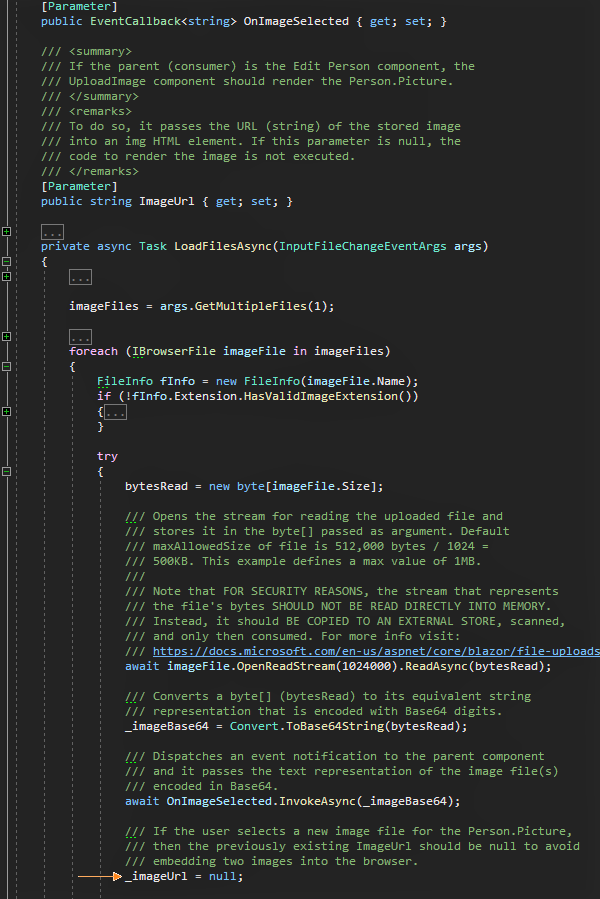 [Parameter]
public EventCallback<string> OnImageSelected { get; set; }
/// <summary>
/// If the parent (consumer) is the Edit Person component, the
/// UploadImage component should render the Person.Picture.
/// </summary>
/// <remarks>
/// To do so, it passes the URL (string) of the stored image
/// into an img HTML element. If this parameter is null, the
/// code to render the image is not executed.
/// </remarks>
[Parameter]
public string ImageUrl { get; set; }
...
private async Task LoadFilesAsync(InputFileChangeEventArgs args)
{
...
imageFiles = args.GetMultipleFiles(1);
...
foreach (IBrowserFile imageFile in imageFiles)
{
FileInfo fInfo = new FileInfo(imageFile.Name);
if (!fInfo.Extension.HasValidImageExtension())
{...
}
try
{
bytesRead = new byte[imageFile.Size];
/// Opens the stream for reading the uploaded file and
/// stores it in the byte[] passed as argument. Default
/// maxAllowedSize of file is 512,000 bytes / 1024 =
/// 500KB. This example defines a max value of 1MB.
///
/// Note that FOR SECURITY REASONS, the stream that represents
/// the file's bytes SHOULD NOT BE READ DIRECTLY INTO MEMORY.
/// Instead, it should BE COPIED TO AN EXTERNAL STORE, scanned,
/// and only then consumed. For more info visit:
/// https://docs.microsoft.com/en-us/aspnet/core/blazor/file-uploads
await imageFile.OpenReadStream(1024000).ReadAsync(bytesRead);
/// Converts a byte[] (bytesRead) to its equivalent string
/// representation that is encoded with Base64 digits.
_imageBase64 = Convert.ToBase64String(bytesRead);
/// Dispatches an event notification to the parent component
/// and it passes the text representation of the image file(s)
/// encoded in Base64.
await OnImageSelected.InvokeAsync(_imageBase64);
/// If the user selects a new image file for the Person.Picture,
/// then the previously existing ImageUrl should be null to avoid
/// embedding two images into the browser.
_imageUrl = null;